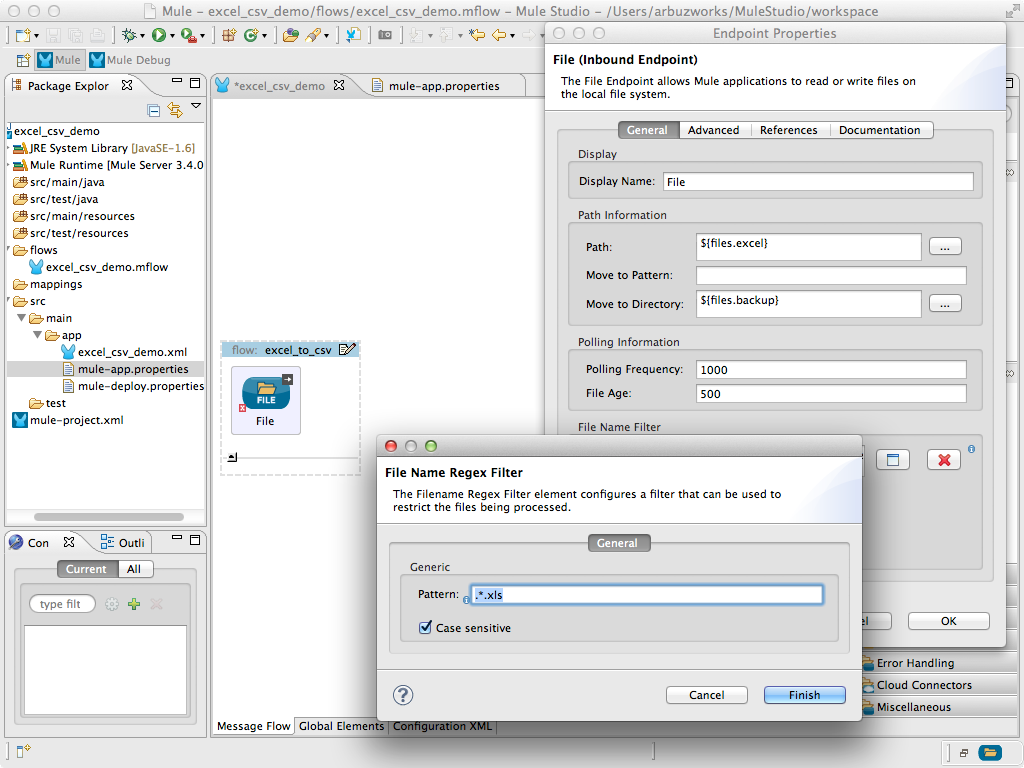 Mule – excel_csv_demo/flows/excel_csv_demo.mflow – Mule Studio – /Users/arbuzworks/MuleStudio/workspace
Mule
Mule Debug
Package Explor
excel_csv_demo
JRE System Library [JavaSE-1.6]
Mule Runtime [Mule Server 3.4.0
src/main/java
src/test/java
src/main/resources
src/test/resources
flows
excel_csv_demo.mflow
mappings
src
main
app
excel_csv_demo.xml
mule-app.properties
mule-deploy.properties
test
mule-project.xml
Con
Outli
Current
All
type filt
*excel_csv_demo
mule-app.properties
flow: excel_to_csv
FILE
File
Message Flow
Global Elements
Configuration XML
Endpoint Properties
File (Inbound Endpoint)
The File Endpoint allows Mule applications to read or write files on
the local file system.
General
Advanced
References
Documentation
Display
Display Name: File
Path Information
Path: ${files.excel} ...
Move to Pattern:
Move to Directory: ${files.backup} ...
Polling Information
Polling Frequency: 1000
File Age: 500
File Name Filter
OK
Error Handling
Cloud Connectors
Miscellaneous
File Name Regex Filter
The Filename Regex Filter element configures a filter that can be used to
restrict the files being processed.
General
Generic
Pattern: .*.xls
Case sensitive
?
Cancel
Finish